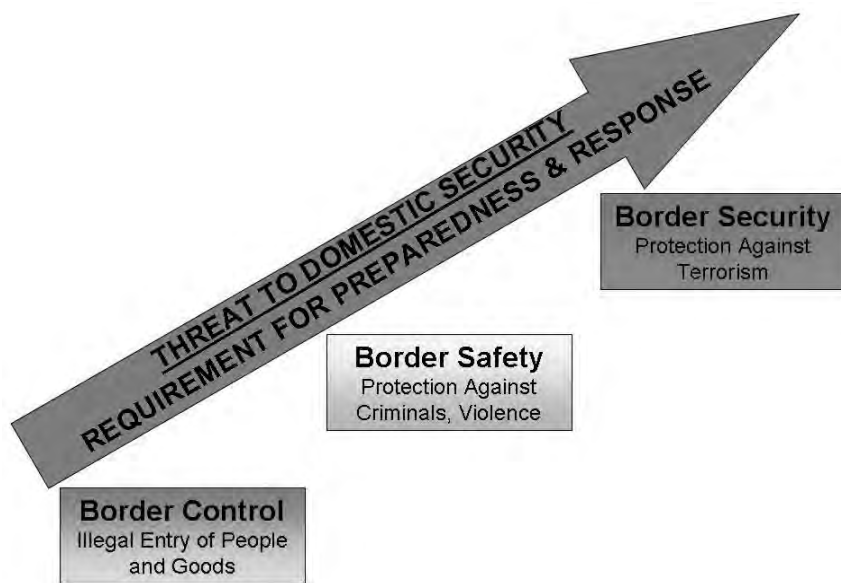 THREAT TO DOMESTIC SECURITY
REQUIREMENT FOR PREPAREDNESS & RESPONSE
Border Security
Protection Against
Terrorism
Border Safety
Protection Against
Criminals, Violence
Border Control
Illegal Entry of People
and Goods